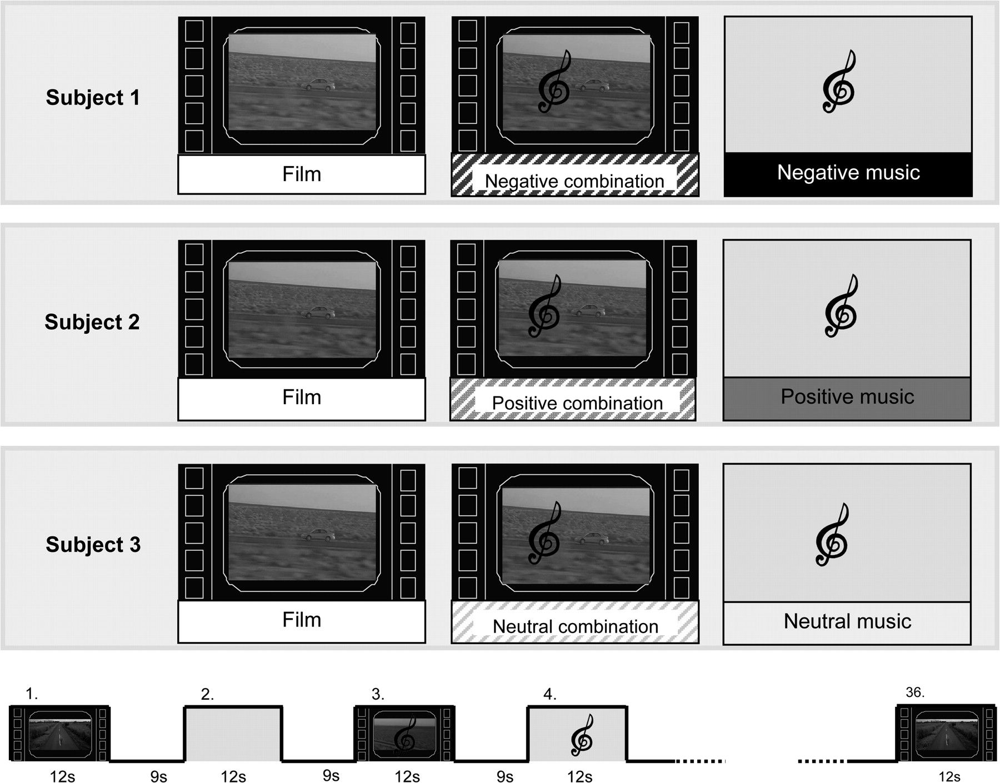 Subject 1
Film
Negative combination
Negative music
Subject 2
Film
Positive combination
Positive music
Subject 3
Film
Neutral combination
Neutral music
1.
2.
3.
4.
36.
12s
9s
12s
9s
12s
9s
12s
12s